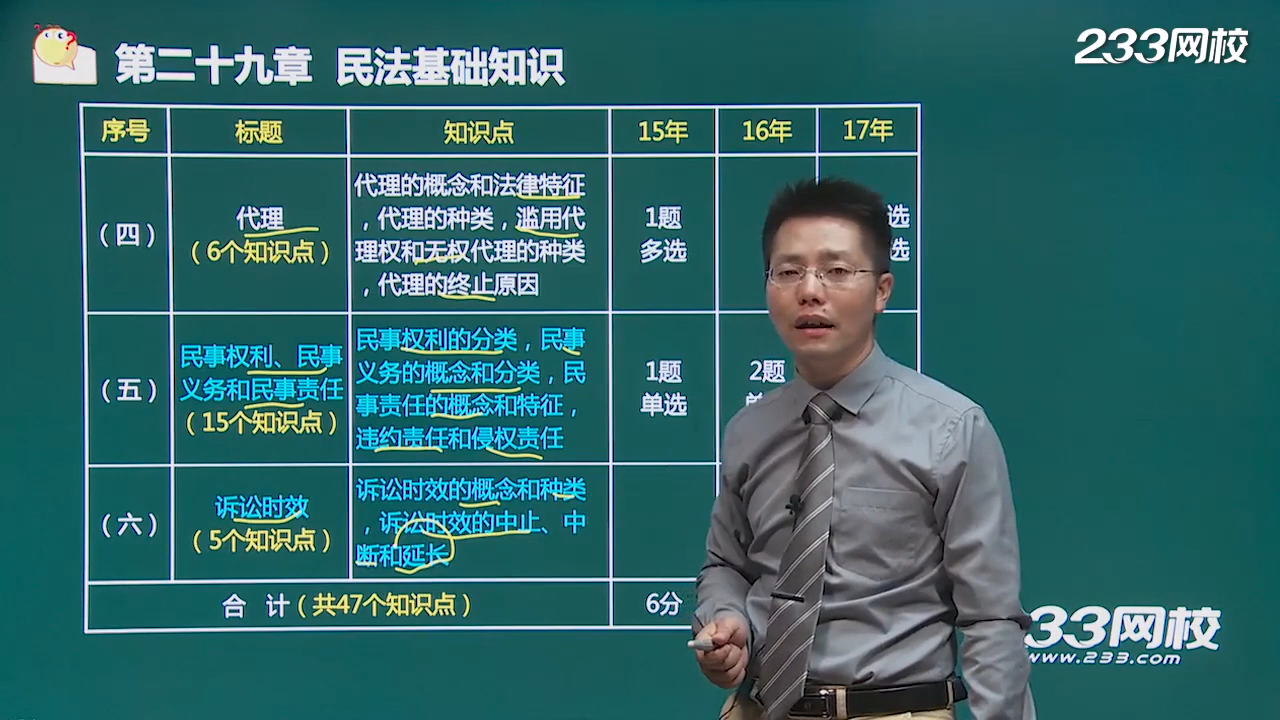 233网校
第二十九章 民法基础知识
序号 标题 知识点 15年 16年 17年
（四）
代理
（6个知识点）
代理的概念和法律特征
，代理的种类，滥用代
理权和无权代理的种类
，代理的终止原因
1题
多选
选
选
（五）
民事权利、民事
义务和民事责任
（15个知识点）
民事权利的分类，民事
义务的概念和分类，民
事责任的概念和特征，
违约责任和侵权责任
1题
单选
2题
（六）
诉讼时效
（5个知识点）
诉讼时效的概念和种类
，诉讼时效的中止、中
断和延长
合 计（共47个知识点）
6分
233网校
www.233.com